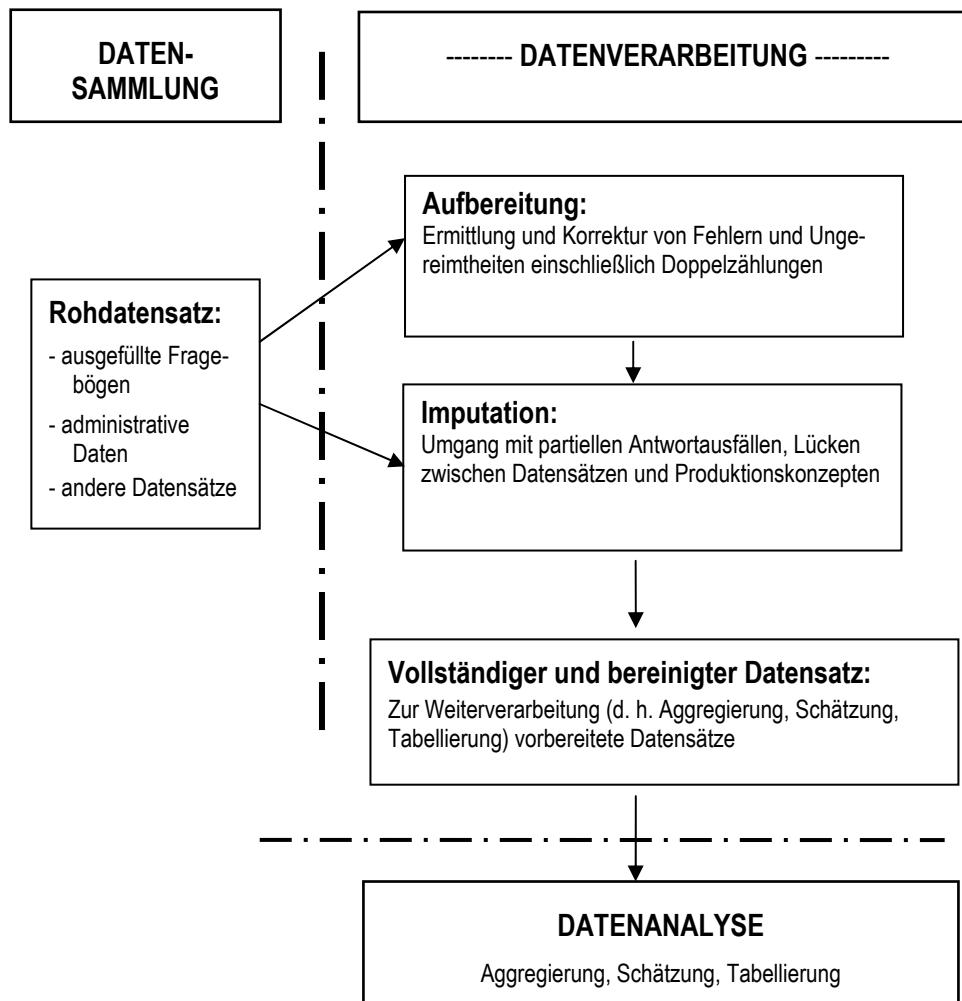 DATEN-
SAMMLUNG
-------- DATENVERARBEITUNG ---------
Rohdatensatz:
- ausgefüllte Frage-
bögen
- administrative
Daten
- andere Datensätze
Aufbereitung:
Ermittlung und Korrektur von Fehlern und Unge-
reimtheiten einschließlich Doppelzählungen
Imputation:
Umgang mit partiellen Antwortausfällen, Lücken
zwischen Datensätzen und Produktionskonzepten
Vollständiger und bereinigter Datensatz:
Zur Weiterverarbeitung (d. h. Aggregierung, Schätzung,
Tabellierung) vorbereitete Datensätze
DATENANALYSE
Aggregierung, Schätzung, Tabellierung